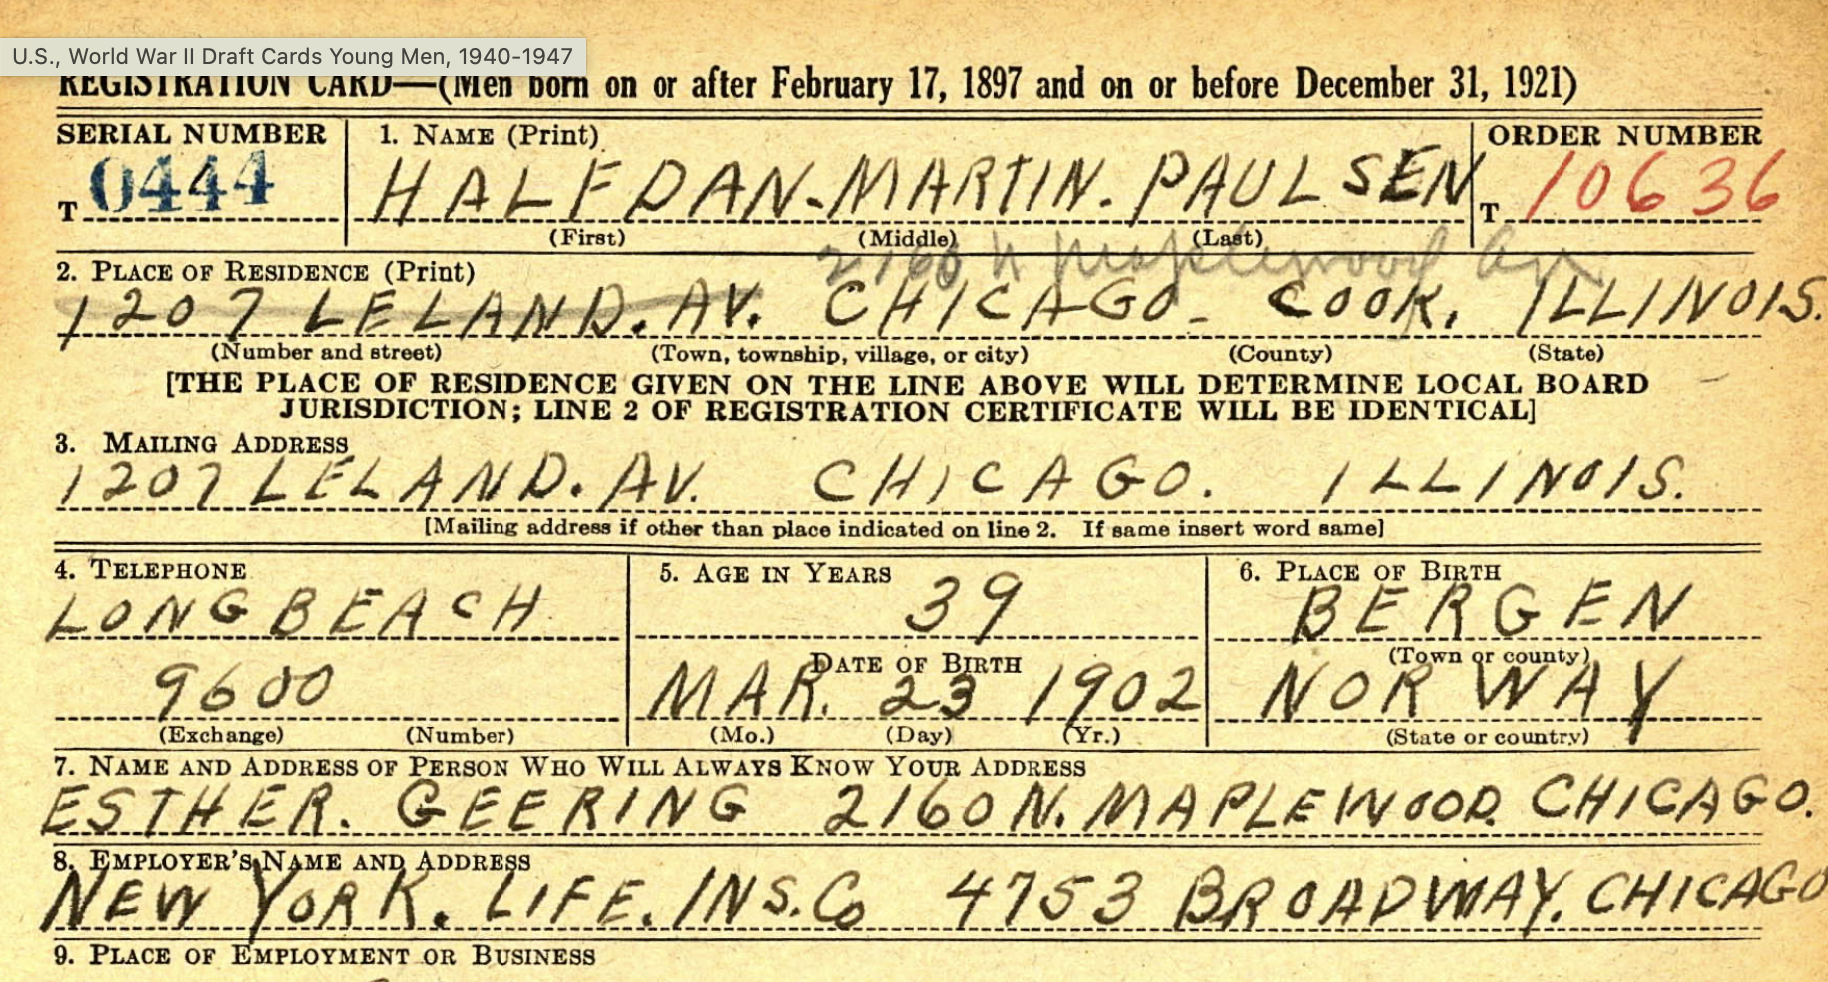 U.S., World War II Draft Cards Young Men, 1940-1947
REGISTRATION CARD—(Men born on or after February 17, 1897 and on or before December 31, 1921)
SERIAL NUMBER 1. NAME (Print) ORDER NUMBER
T 0444 HALFDAN-MARTIN. PAULSEN T 10636
(First) (Middle) (Last)
2160 N Maplewood Av
2. PLACE OF RESIDENCE (Print)
1207 LELAND. AV. CHICAGO- COOK. ILLINOIS.
(Number and street) (Town, township, village, or city) (County) (State)
[THE PLACE OF RESIDENCE GIVEN ON THE LINE ABOVE WILL DETERMINE LOCAL BOARD
JURISDICTION; LINE 2 OF REGISTRATION CERTIFICATE WILL BE IDENTICAL]
3. MAILING ADDRESS
1207 LELAND. AV. CHICAGO. ILLINOIS.
[Mailing address if other than place indicated on line 2. If same insert word same]
4. TELEPHONE 5. AGE IN YEARS 6. PLACE OF BIRTH
LONGBEACH 39 BERGEN
DATE OF BIRTH (Town or county)
9600 MAR. 23 1902 NORWAY
(Exchange) (Number) (Mo.) (Day) (Yr.) (State or country)
7. NAME AND ADDRESS OF PERSON WHO WILL ALWAYS KNOW YOUR ADDRESS
ESTHER. GEERING 2160 N. MAPLEWOOD. CHICAGO.
8. EMPLOYER'S NAME AND ADDRESS
NEW YORK. LIFE. INS. Co 4753 BROADWAY. CHICAGO
9. PLACE OF EMPLOYMENT OR BUSINESS